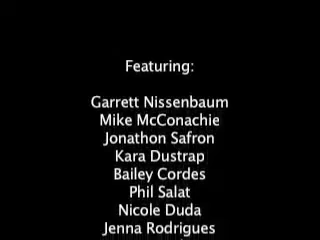 Featuring:
Garrett Nissenbaum
Mike McConachie
Jonathon Safron
Kara Dustrap
Bailey Cordes
Phil Salat
Nicole Duda
Jenna Rodrigues